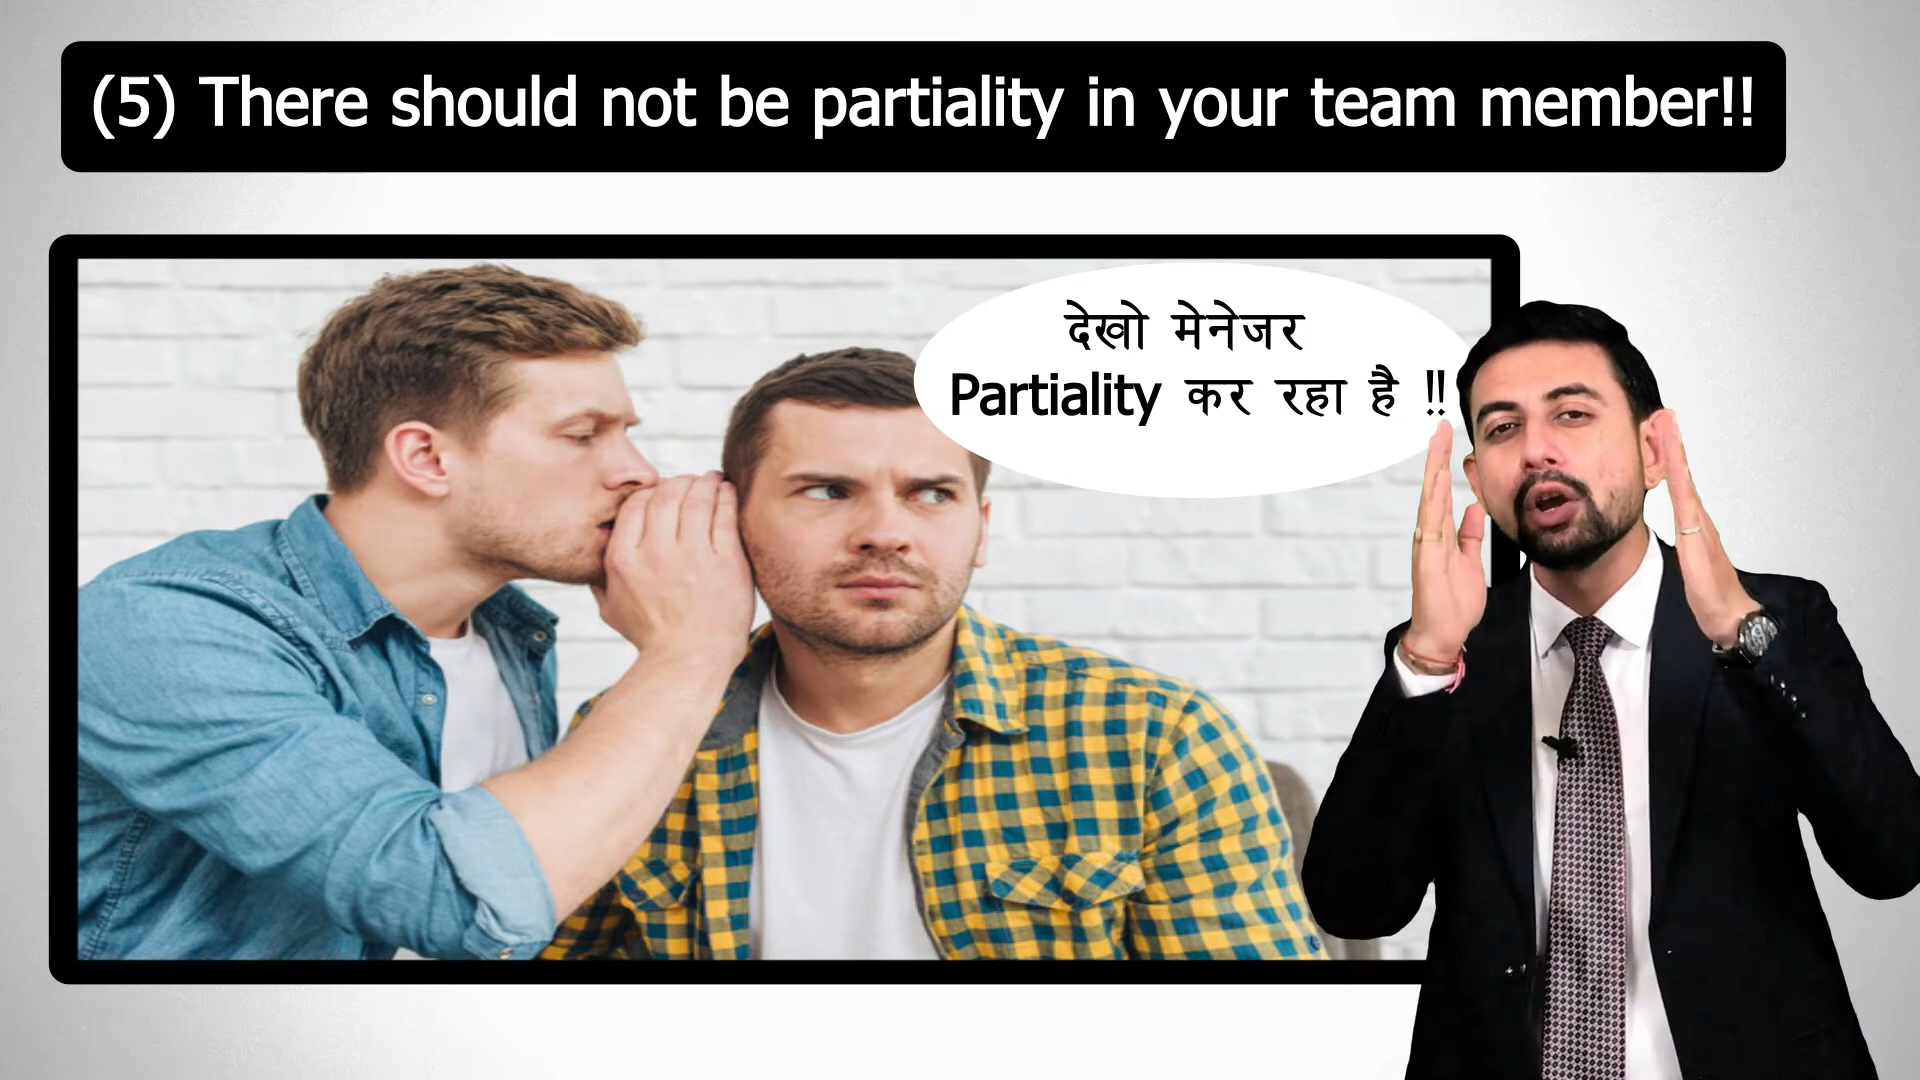 (5) There should not be partiality in your team member!!
देखो मेनेजर
Partiality कर रहा है !!